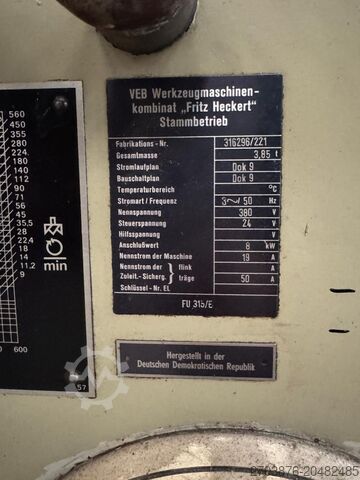 VEB Werkzeugmaschinen-
kombinat „Fritz Heckert"
Stammbetrieb
Fabrikations-Nr. 316296/221
Gesamtmasse 3,85 t
Stromlaufplan Dok 9
Bauschaltplan Dok 9
Temperaturbereich °C
Stromart / Frequenz 3~/ 50 Hz
Nennspannung 380 V
Steuerspannung 24 V
Hilfsspannung V
Anschlußwert 8 kW
Nennstrom der Maschine 19 A
Nennstrom der flink
Zuleit.-Sicherg. träge 50 A
Schlüssel-Nr. EL
FU 315/E
Hergestellt in der
Deutschen Demokratischen Republik
560
450
355
280
224
180
140
112
90
71
56
45
35,5
28
22,4
18
14
11.2
9
min
600
57
2703876-20482485